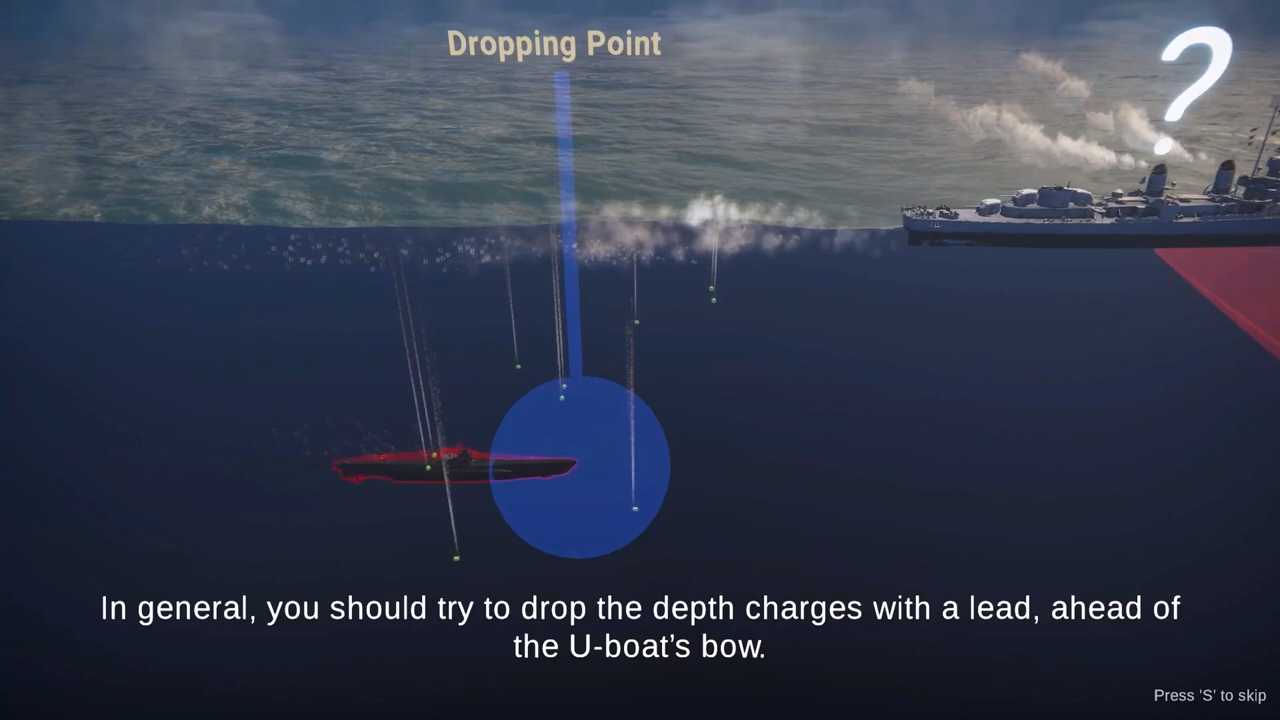 Dropping Point
?
In general, you should try to drop the depth charges with a lead, ahead of
the U-boat’s bow.
Press 'S' to skip